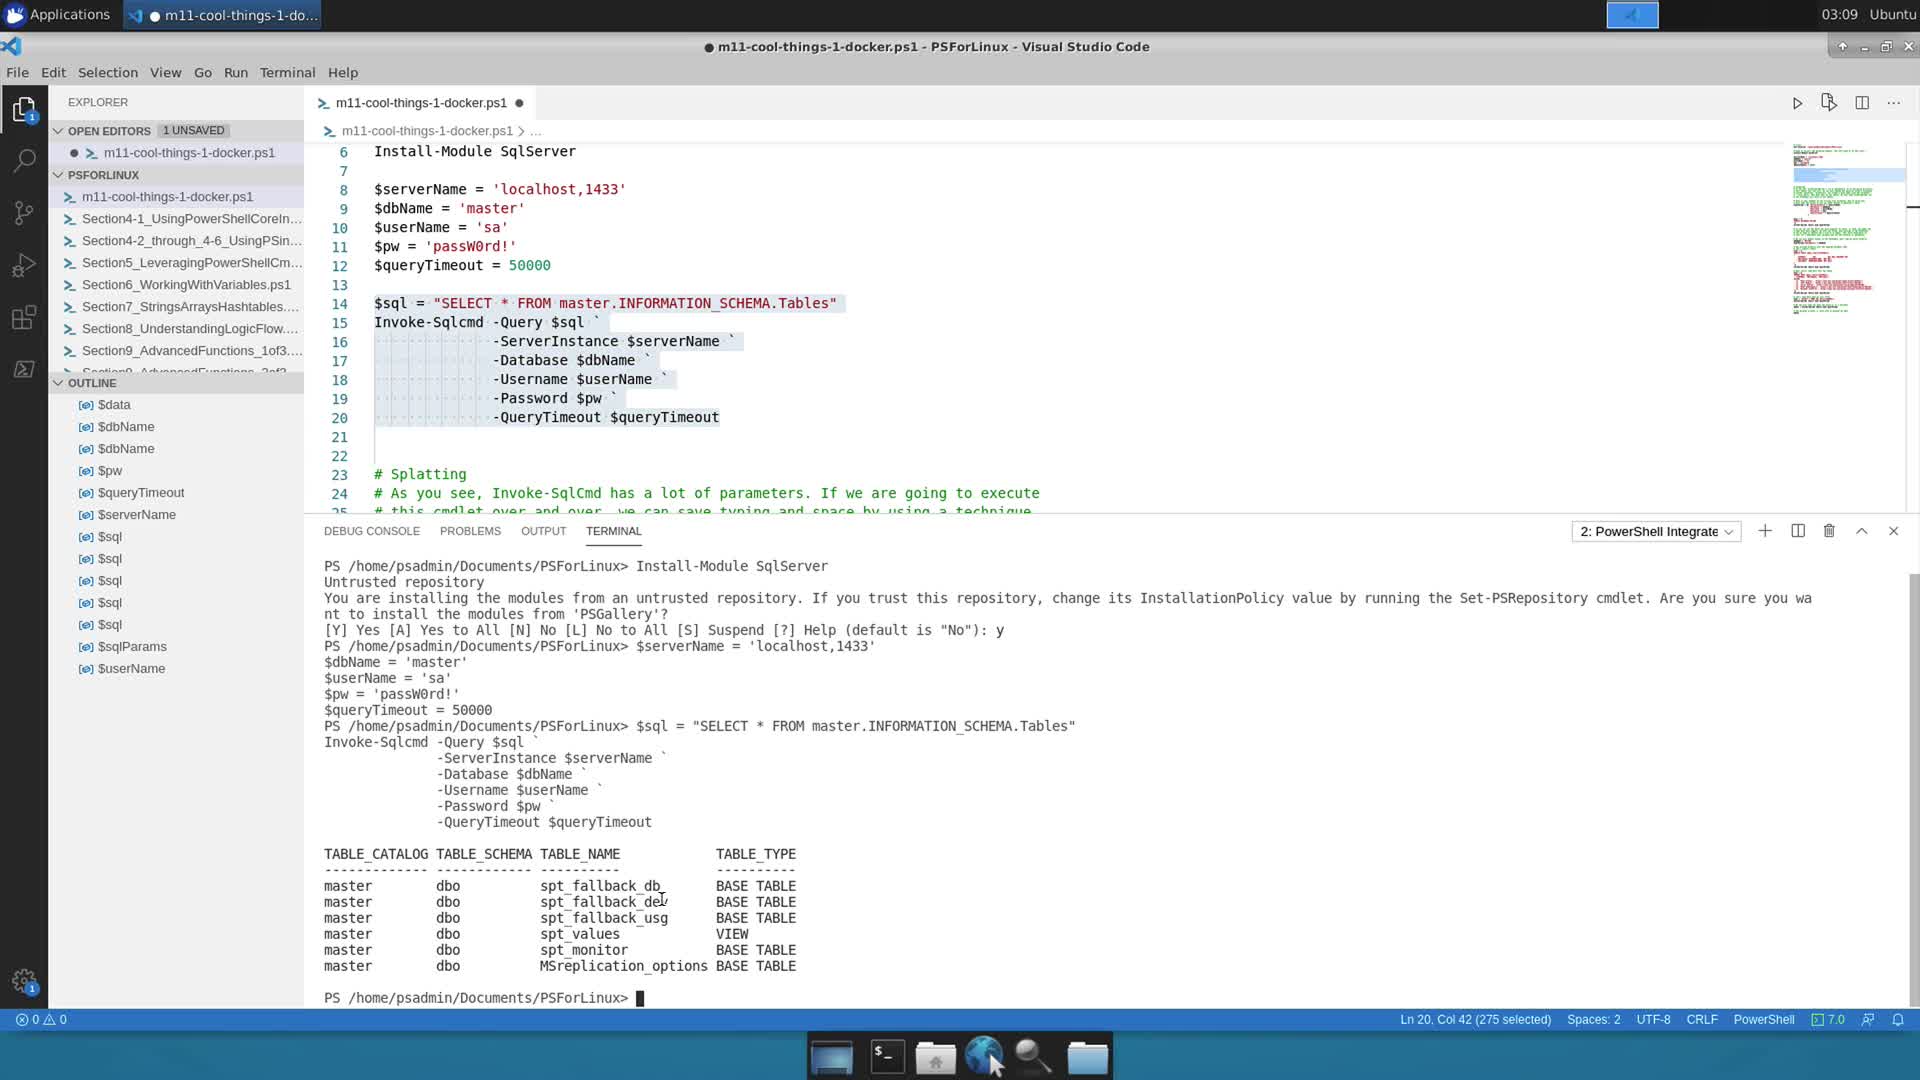 Applications
m11-cool-things-1-do...
03:09 Ubuntu
m11-cool-things-1-docker.ps1 - PSForLinux - Visual Studio Code
File Edit Selection View Go Run Terminal Help
EXPLORER
OPEN EDITORS 1 UNSAVED
m11-cool-things-1-docker.ps1
PSFORLINUX
m11-cool-things-1-docker.ps1
Section4-1_UsingPowerShellCoreIn...
Section4-2_through_4-6_UsingPSin...
Section5_LeveragingPowerShellCm...
Section6_WorkingWithVariables.ps1
Section7_StringsArraysHashtables....
Section8_UnderstandingLogicFlow....
Section9_AdvancedFunctions_1of3....
OUTLINE
$data
$dbName
$dbName
$pw
$queryTimeout
$serverName
$sql
$sql
$sql
$sql
$sql
$sqlParams
$userName
m11-cool-things-1-docker.ps1
m11-cool-things-1-docker.ps1 > ...
6 Install-Module SqlServer
7
8 $serverName = 'localhost,1433'
9 $dbName = 'master'
10 $userName = 'sa'
11 $pw = 'passW0rd!'
12 $queryTimeout = 50000
13
14 $sql = "SELECT * FROM master.INFORMATION_SCHEMA.Tables"
15 Invoke-Sqlcmd -Query $sql `
16 -ServerInstance $serverName `
17 -Database $dbName `
18 -Username $userName `
19 -Password $pw `
20 -QueryTimeout $queryTimeout
21
22
23 # Splatting
24 # As you see, Invoke-SqlCmd has a lot of parameters. If we are going to execute
25 # this cmdlet over and over, we can save typing and space by using a technique
DEBUG CONSOLE PROBLEMS OUTPUT TERMINAL
2: PowerShell Integrate
PS /home/psadmin/Documents/PSForLinux> Install-Module SqlServer
Untrusted repository
You are installing the modules from an untrusted repository. If you trust this repository, change its InstallationPolicy value by running the Set-PSRepository cmdlet. Are you sure you wa
nt to install the modules from 'PSGallery'?
[Y] Yes [A] Yes to All [N] No [L] No to All [S] Suspend [?] Help (default is "No"): y
PS /home/psadmin/Documents/PSForLinux> $serverName = 'localhost,1433'
$dbName = 'master'
$userName = 'sa'
$pw = 'passW0rd!'
$queryTimeout = 50000
PS /home/psadmin/Documents/PSForLinux> $sql = "SELECT * FROM master.INFORMATION_SCHEMA.Tables"
Invoke-Sqlcmd -Query $sql `
-ServerInstance $serverName `
-Database $dbName `
-Username $userName `
-Password $pw `
-QueryTimeout $queryTimeout
TABLE_CATALOG TABLE_SCHEMA TABLE_NAME TABLE_TYPE
------------- ------------ ---------- ----------
master dbo spt_fallback_db BASE TABLE
master dbo spt_fallback_dev BASE TABLE
master dbo spt_fallback_usg BASE TABLE
master dbo spt_values VIEW
master dbo spt_monitor BASE TABLE
master dbo MSreplication_options BASE TABLE
PS /home/psadmin/Documents/PSForLinux>
0 0
Ln 20, Col 42 (275 selected) Spaces: 2 UTF-8 CRLF PowerShell 7.0